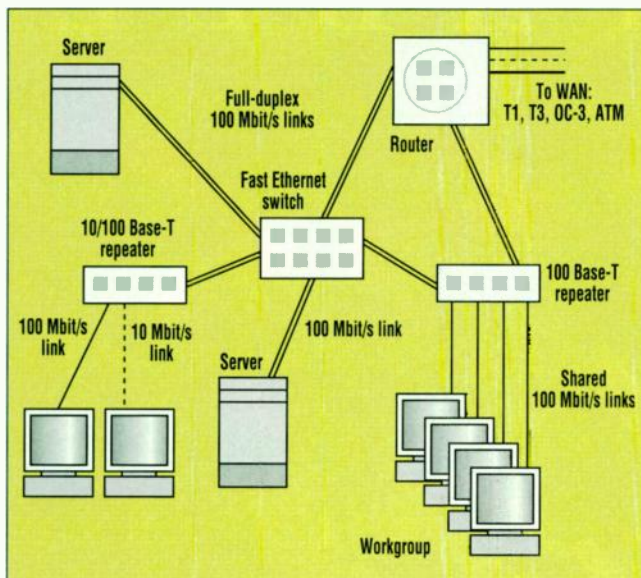 Server
Full-duplex
100 Mbit/s links
Router
To WAN:
T1, T3, OC-3, ATM
Fast Ethernet
switch
10/100 Base-T
repeater
100 Base-T
repeater
100 Mbit/s
link
10 Mbit/s
link
100 Mbit/s link
Server
Shared
100 Mbit/s links
Workgroup